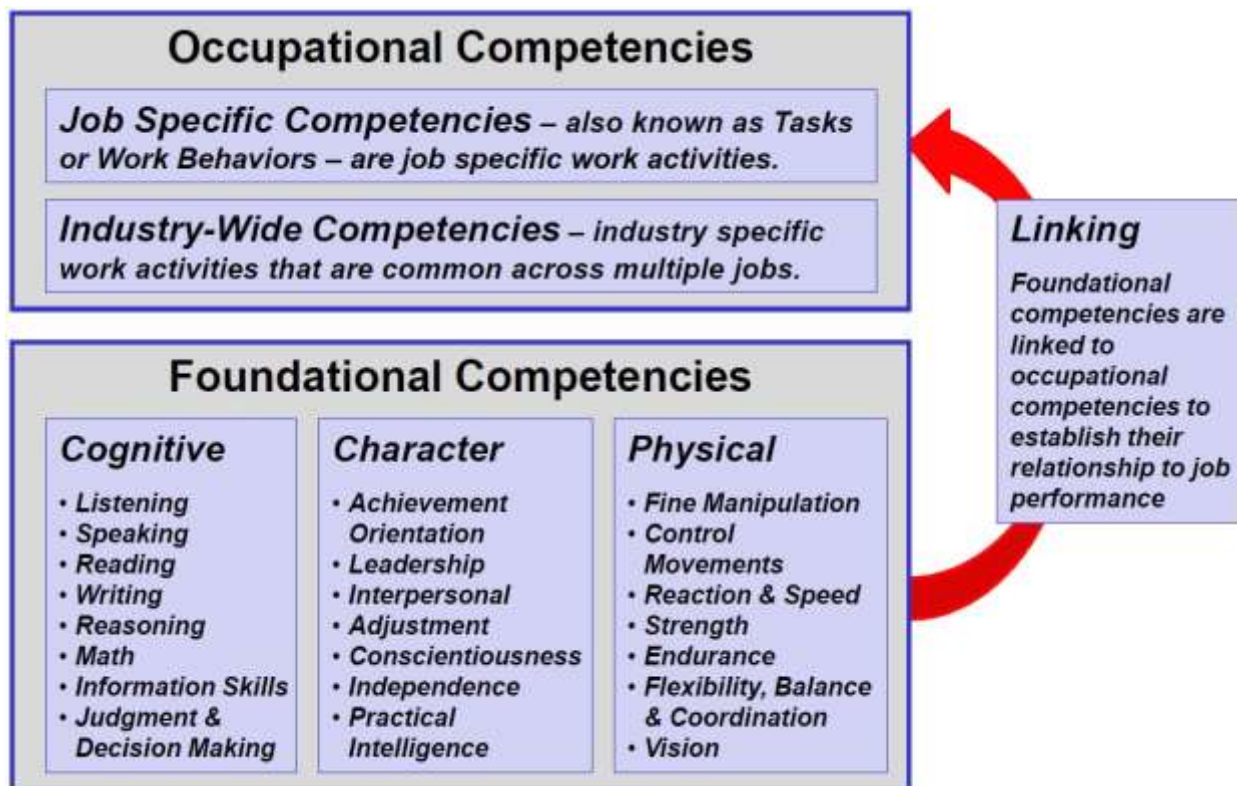 Occupational Competencies
Job Specific Competencies – also known as Tasks
or Work Behaviors – are job specific work activities.
Industry-Wide Competencies – industry specific
work activities that are common across multiple jobs.
Linking
Foundational
competencies are
linked to
occupational
competencies to
establish their
relationship to job
performance
Foundational Competencies
Cognitive
• Listening
• Speaking
• Reading
• Writing
• Reasoning
• Math
• Information Skills
• Judgment &
Decision Making
Character
• Achievement
Orientation
• Leadership
• Interpersonal
• Adjustment
• Conscientiousness
• Independence
• Practical
Intelligence
Physical
• Fine Manipulation
• Control
Movements
• Reaction & Speed
• Strength
• Endurance
• Flexibility, Balance
& Coordination
• Vision